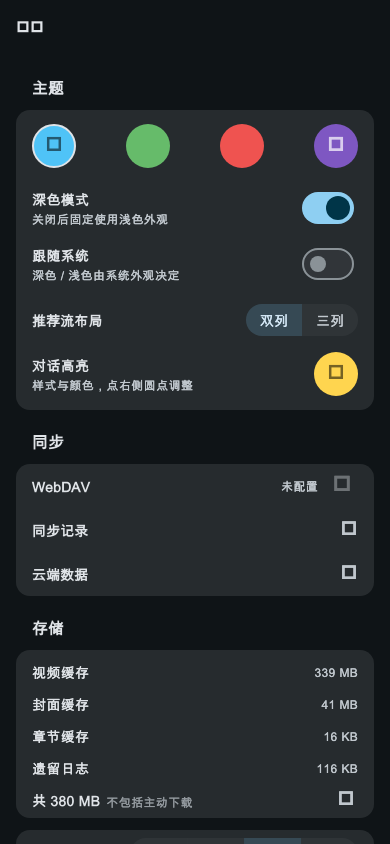 主题
深色模式
关闭后固定使用浅色外观
跟随系统
深色 / 浅色由系统外观决定
推荐流布局 双列 三列
对话高亮
样式与颜色，点右侧圆点调整
同步
WebDAV 未配置
同步记录
云端数据
存储
视频缓存 339 MB
封面缓存 41 MB
章节缓存 16 KB
遗留日志 116 KB
共 380 MB 不包括主动下载